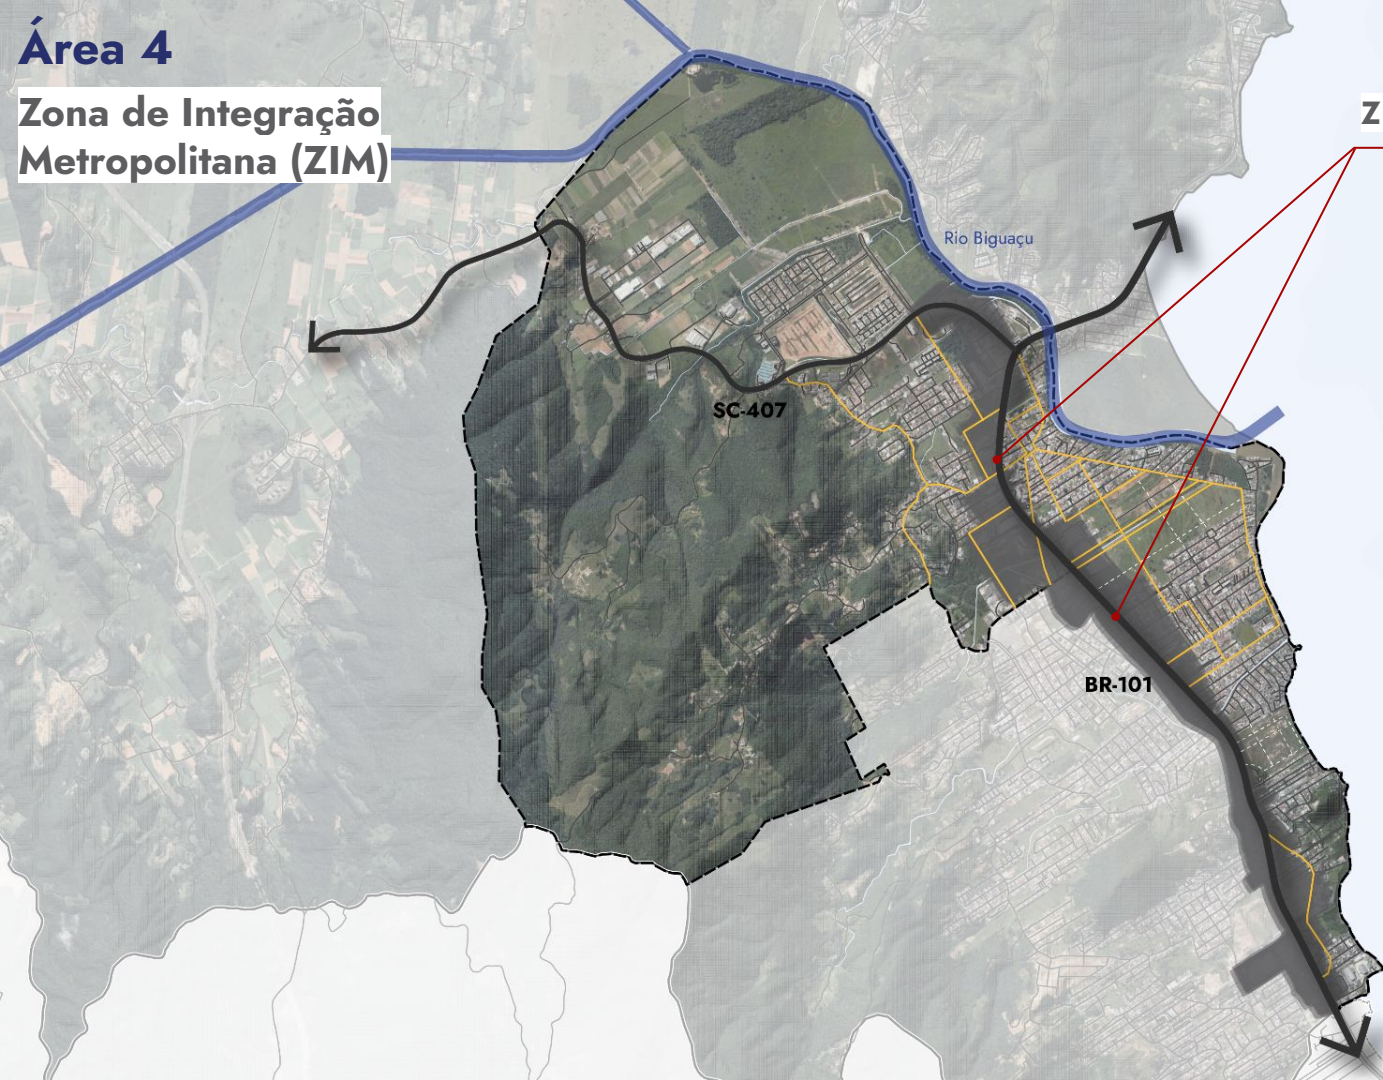 Área 4
Zona de Integração
Metropolitana (ZIM)
Z
Rio Biguaçu
SC-407
BR-101